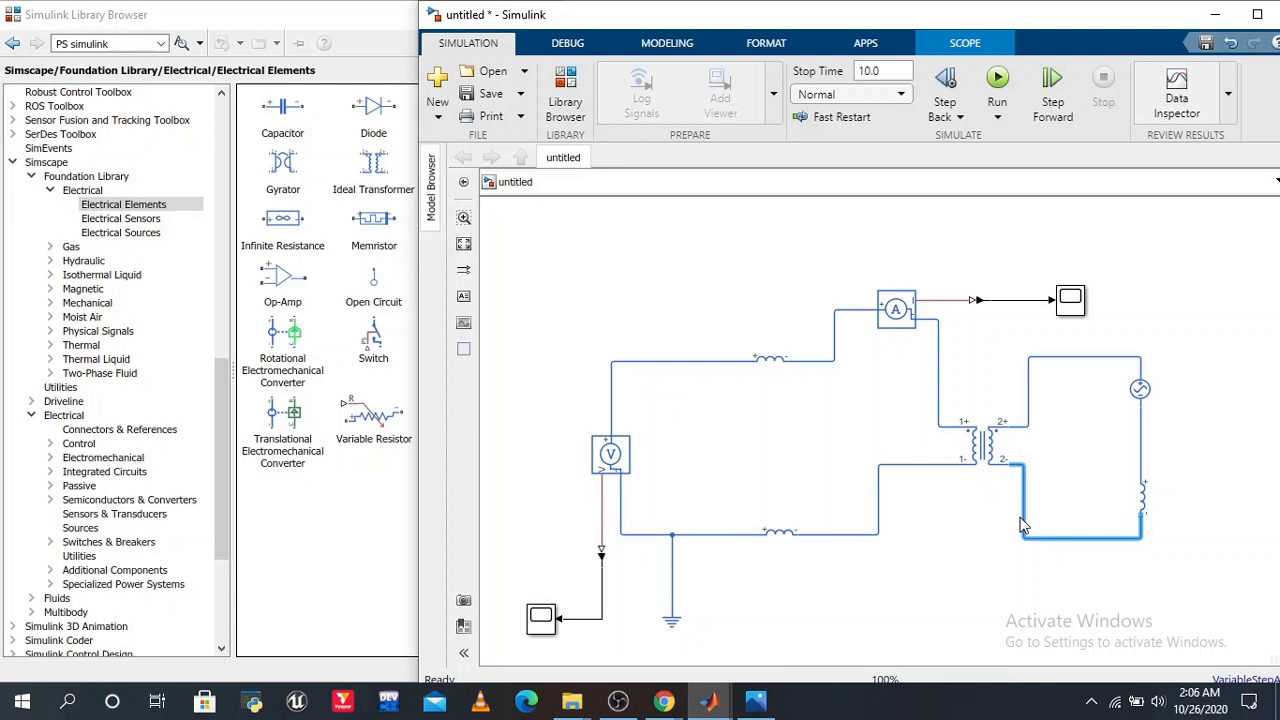 Simulink Library Browser
PS simulink
Simscape/Foundation Library/Electrical/Electrical Elements
Robust Control Toolbox
ROS Toolbox
Sensor Fusion and Tracking Toolbox
SerDes Toolbox
SimEvents
Simscape
Foundation Library
Electrical
Electrical Elements
Electrical Sensors
Electrical Sources
Gas
Hydraulic
Isothermal Liquid
Magnetic
Mechanical
Moist Air
Physical Signals
Thermal
Thermal Liquid
Two-Phase Fluid
Utilities
Driveline
Electrical
Connectors & References
Control
Electromechanical
Integrated Circuits
Passive
Semiconductors & Converters
Sensors & Transducers
Sources
Switches & Breakers
Utilities
Additional Components
Specialized Power Systems
Fluids
Multibody
Simulink 3D Animation
Simulink Coder
Simulink Control Design
Capacitor
Diode
Gyrator
Ideal Transformer
Infinite Resistance
Memristor
Op-Amp
Open Circuit
Rotational
Electromechanical
Converter
Switch
Translational
Electromechanical
Converter
R
Variable Resistor
untitled * - Simulink
SIMULATION DEBUG MODELING FORMAT APPS SCOPE
New
Open
Save
Print
FILE
Library
Browser
LIBRARY
Log
Signals
Add
Viewer
PREPARE
Stop Time 10.0
Normal
Fast Restart
Step
Back
Run
Step
Forward
Stop
SIMULATE
Data
Inspector
REVIEW RESULTS
untitled
Model Browser
untitled
A
I
V
V
1+ 2+
1- 2-
Activate Windows
Go to Settings to activate Windows.
Ready 100% VariableStepA
2:06 AM
10/26/2020